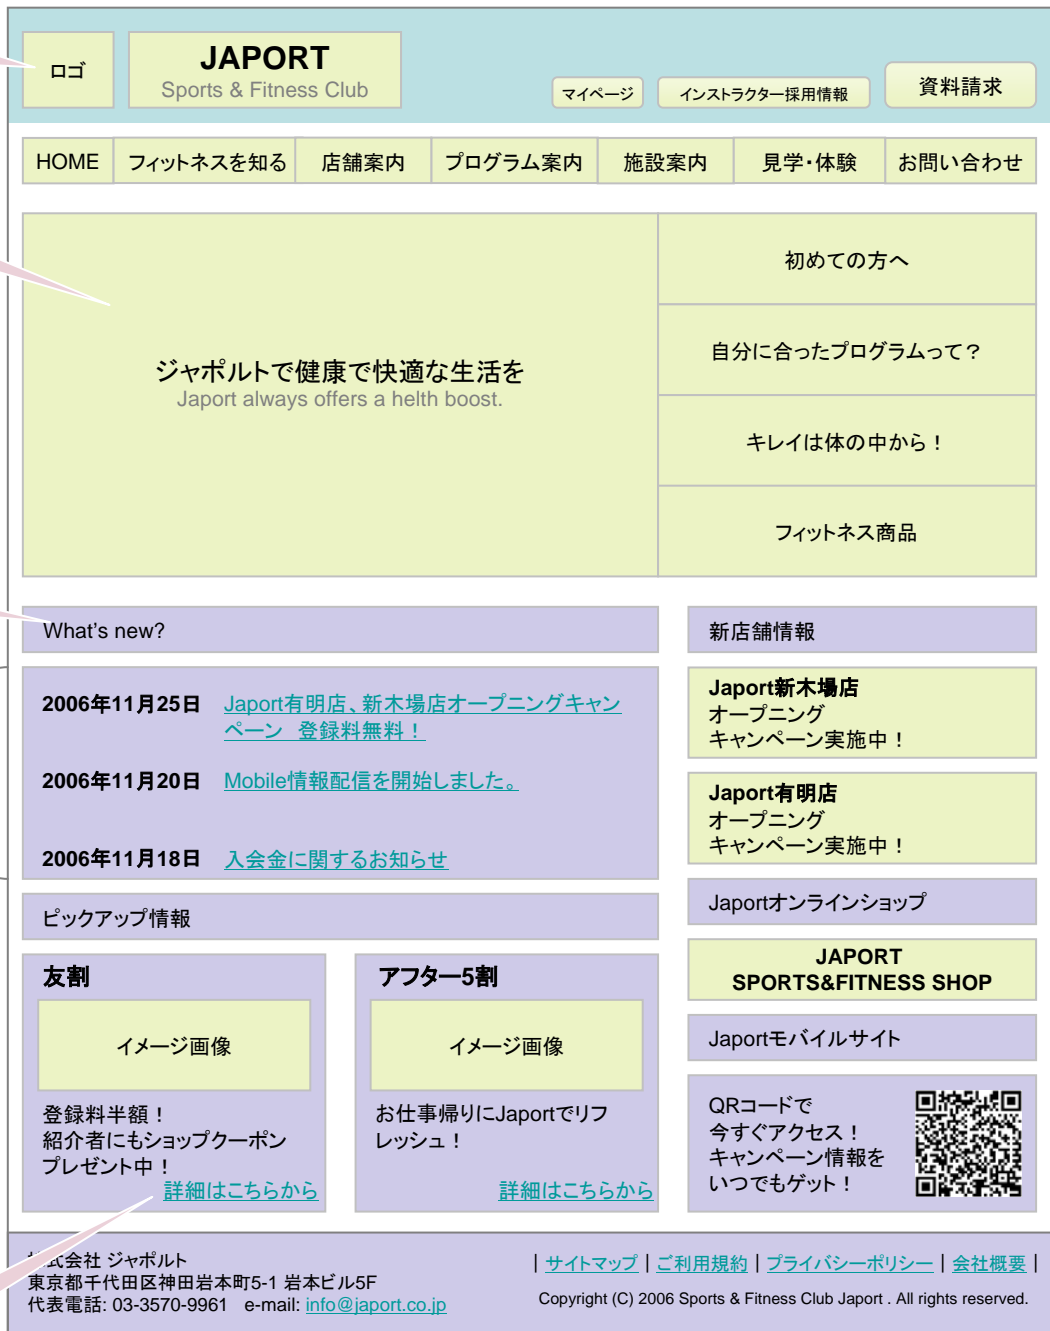 ロゴ
JAPORT
Sports & Fitness Club
マイページ
インストラクター採用情報
資料請求
HOME
フィットネスを知る
店舗案内
プログラム案内
施設案内
見学・体験
お問い合わせ
ジャポルトで健康で快適な生活を
Japort always offers a helth boost.
初めての方へ
自分に合ったプログラムって？
キレイは体の中から！
フィットネス商品
What's new?
2006年11月25日 Japort有明店、新木場店オープニングキャン
ペーン 登録料無料！
2006年11月20日 Mobile情報配信を開始しました。
2006年11月18日 入会金に関するお知らせ
ピックアップ情報
友割
イメージ画像
登録料半額！
紹介者にもショップクーポン
プレゼント中！
詳細はこちらから
アフター5割
イメージ画像
お仕事帰りにJaportでリフ
レッシュ！
詳細はこちらから
新店舗情報
Japort新木場店
オープニング
キャンペーン実施中！
Japort有明店
オープニング
キャンペーン実施中！
Japortオンラインショップ
JAPORT
SPORTS&FITNESS SHOP
Japortモバイルサイト
QRコードで
今すぐアクセス！
キャンペーン情報を
いつでもゲット！
式会社 ジャポルト
東京都千代田区神田岩本町5-1 岩本ビル5F
代表電話: 03-3570-9961 e-mail: info@japort.co.jp
| サイトマップ | ご利用規約 | プライバシーポリシー | 会社概要 |
Copyright (C) 2006 Sports & Fitness Club Japort . All rights reserved.